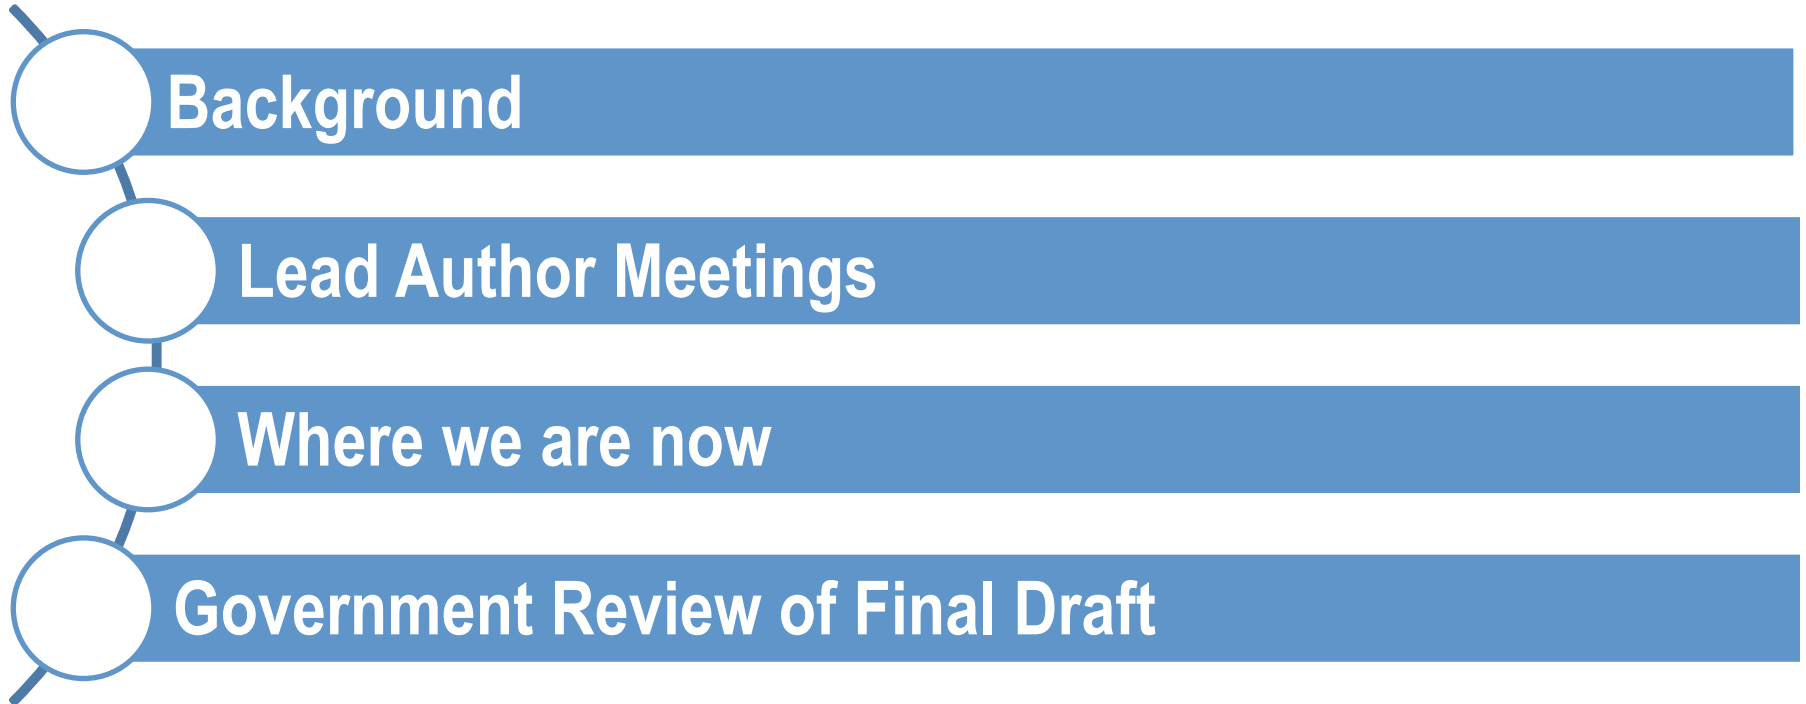 Background
Lead Author Meetings
Where we are now
Government Review of Final Draft